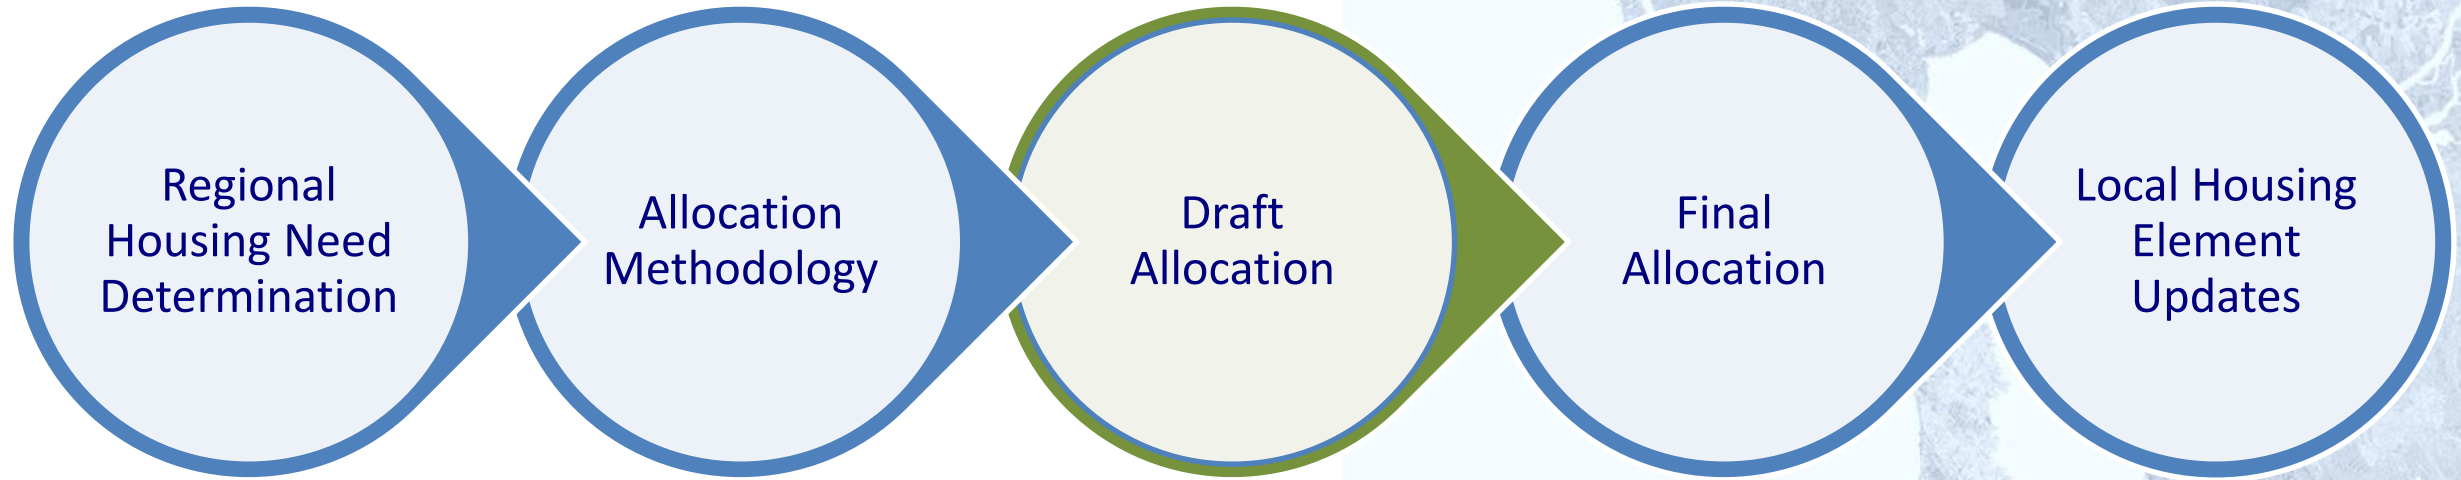 Regional
Housing Need
Determination
Allocation
Methodology
Draft
Allocation
Final
Allocation
Local Housing
Element
Updates